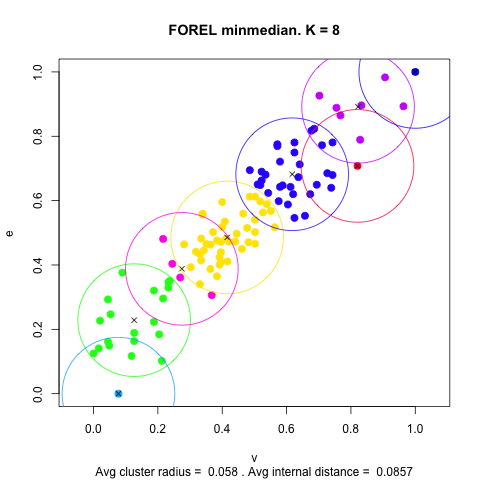 FOREL minmedian. K = 8
1.0
0.8
0.6
0.4
0.2
0.0
e
0.0 0.2 0.4 0.6 0.8 1.0
v
Avg cluster radius = 0.058 . Avg internal distance = 0.0857